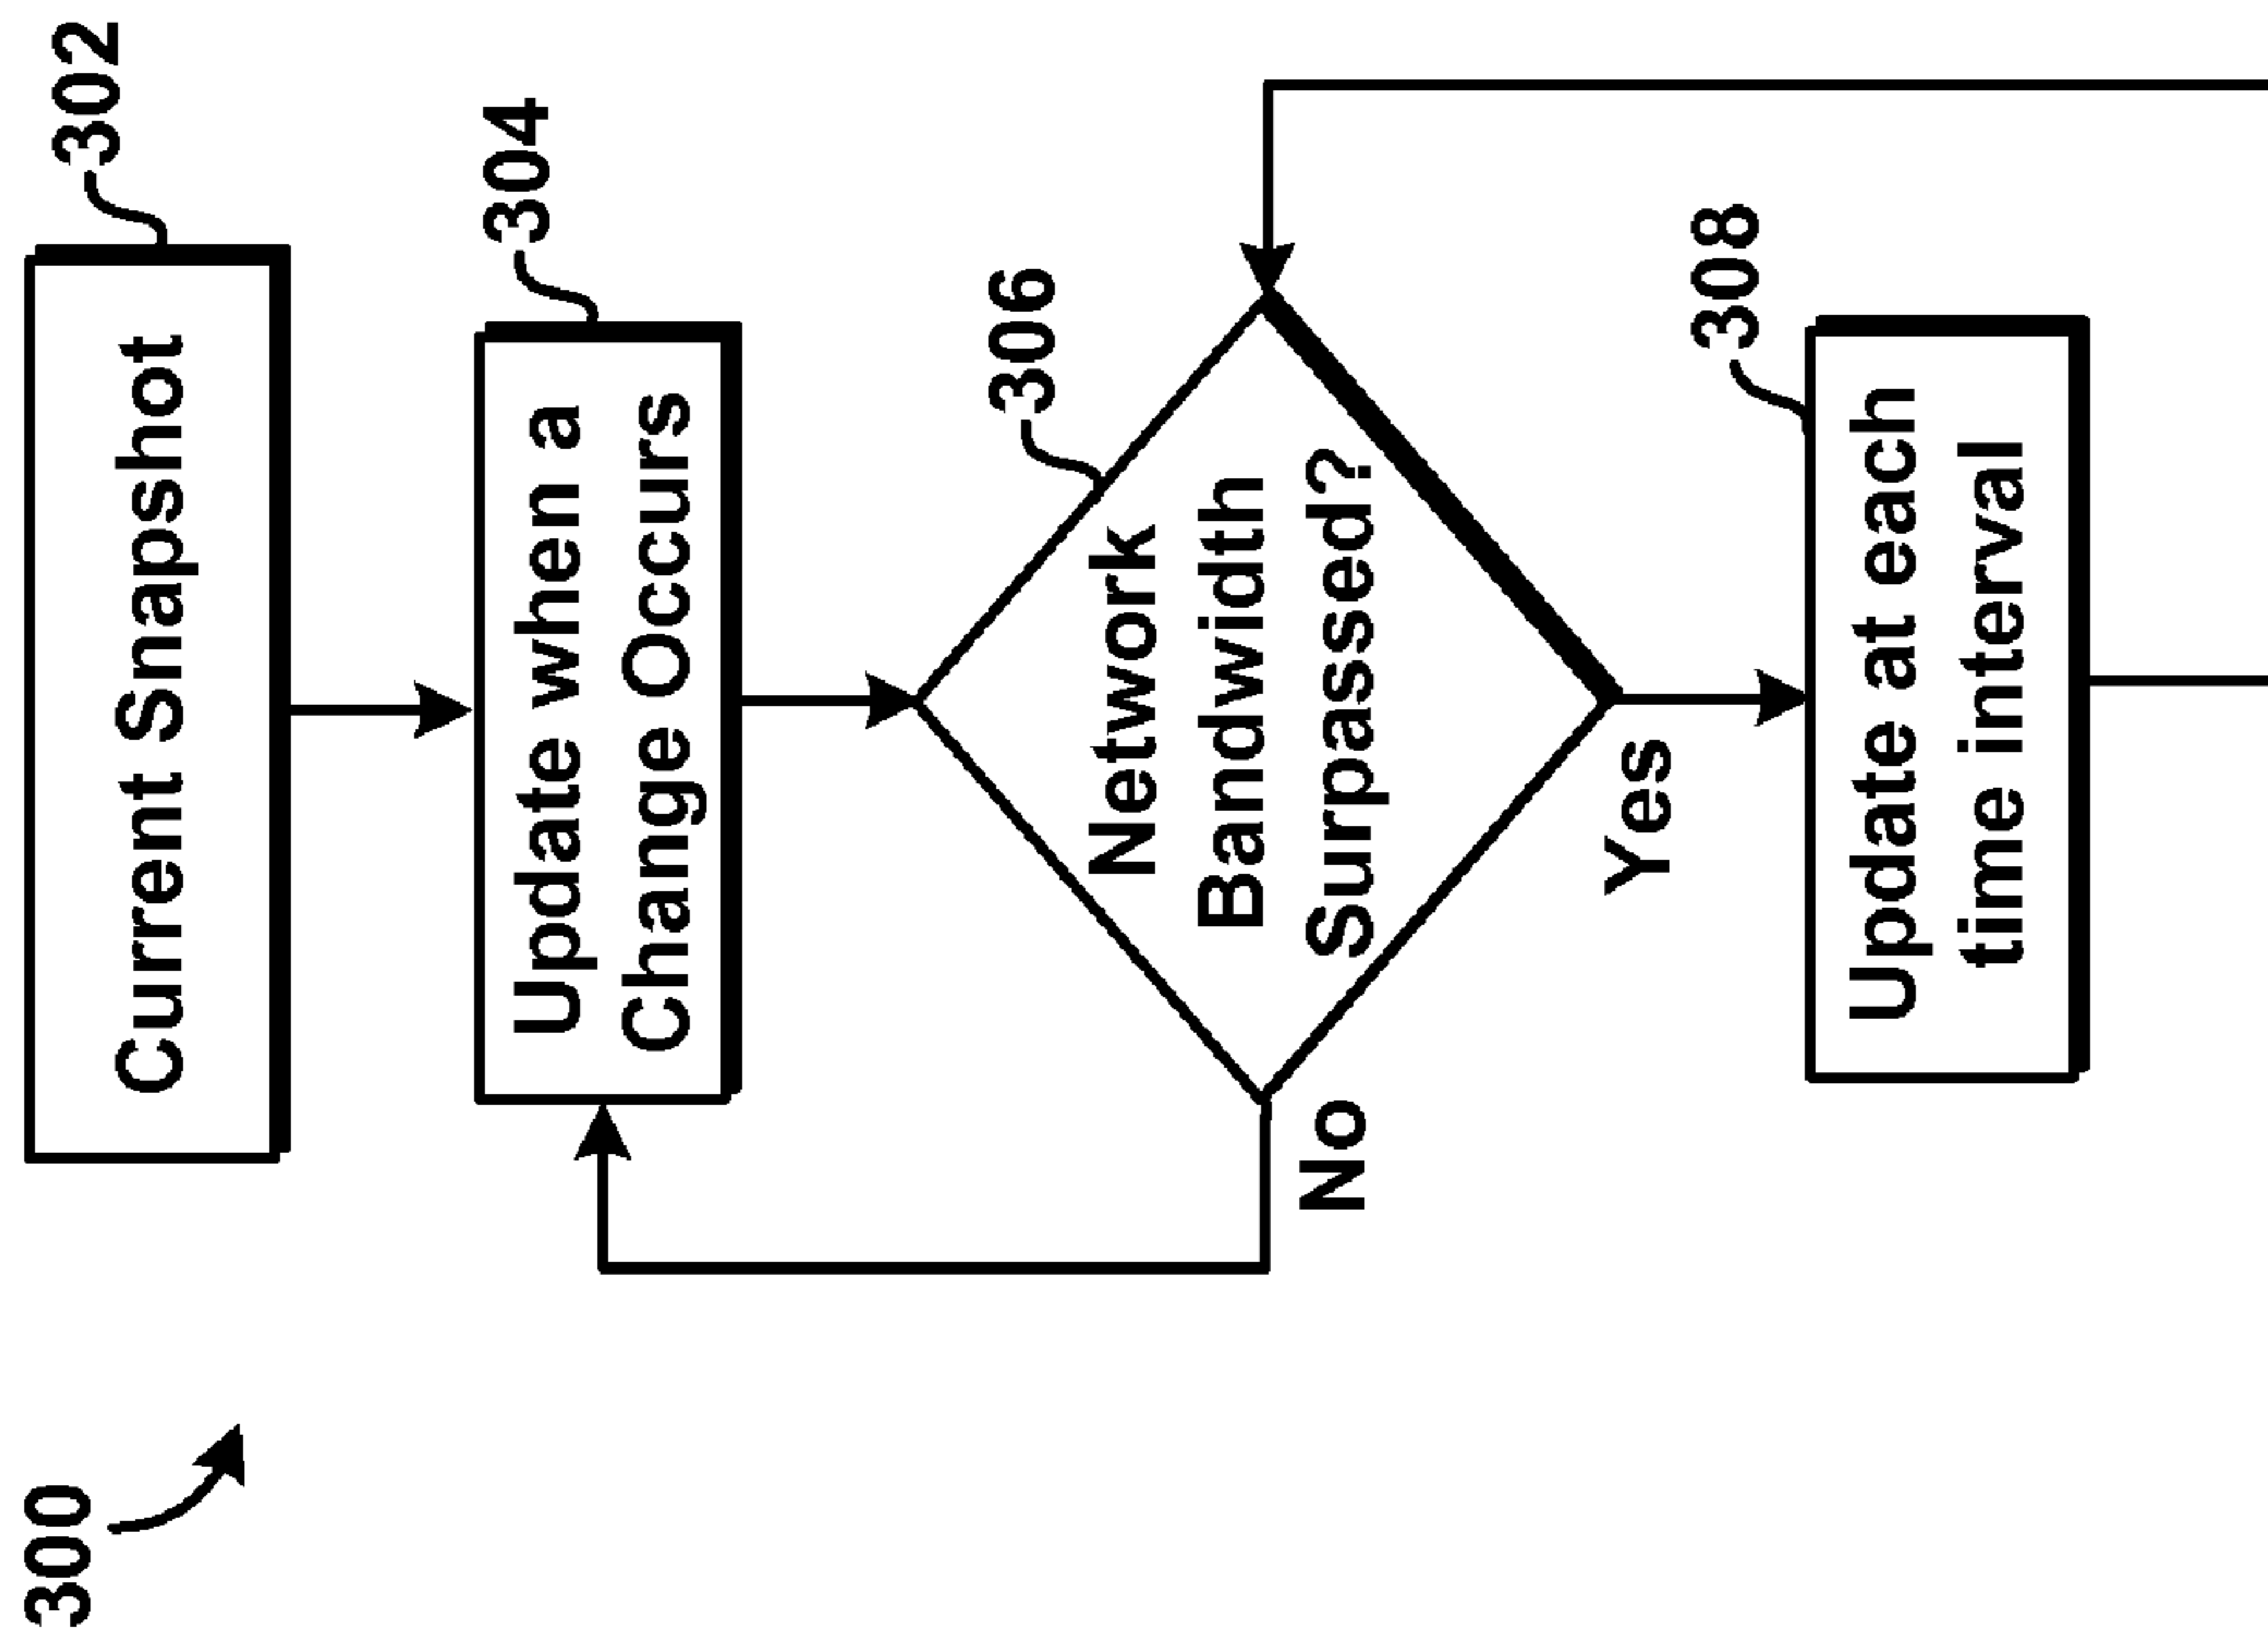 300
302
Current Snapshot
304
Update when a
Change Occurs
306
Network
Bandwidth
Surpassed?
No
Yes
308
Update at each
time interval